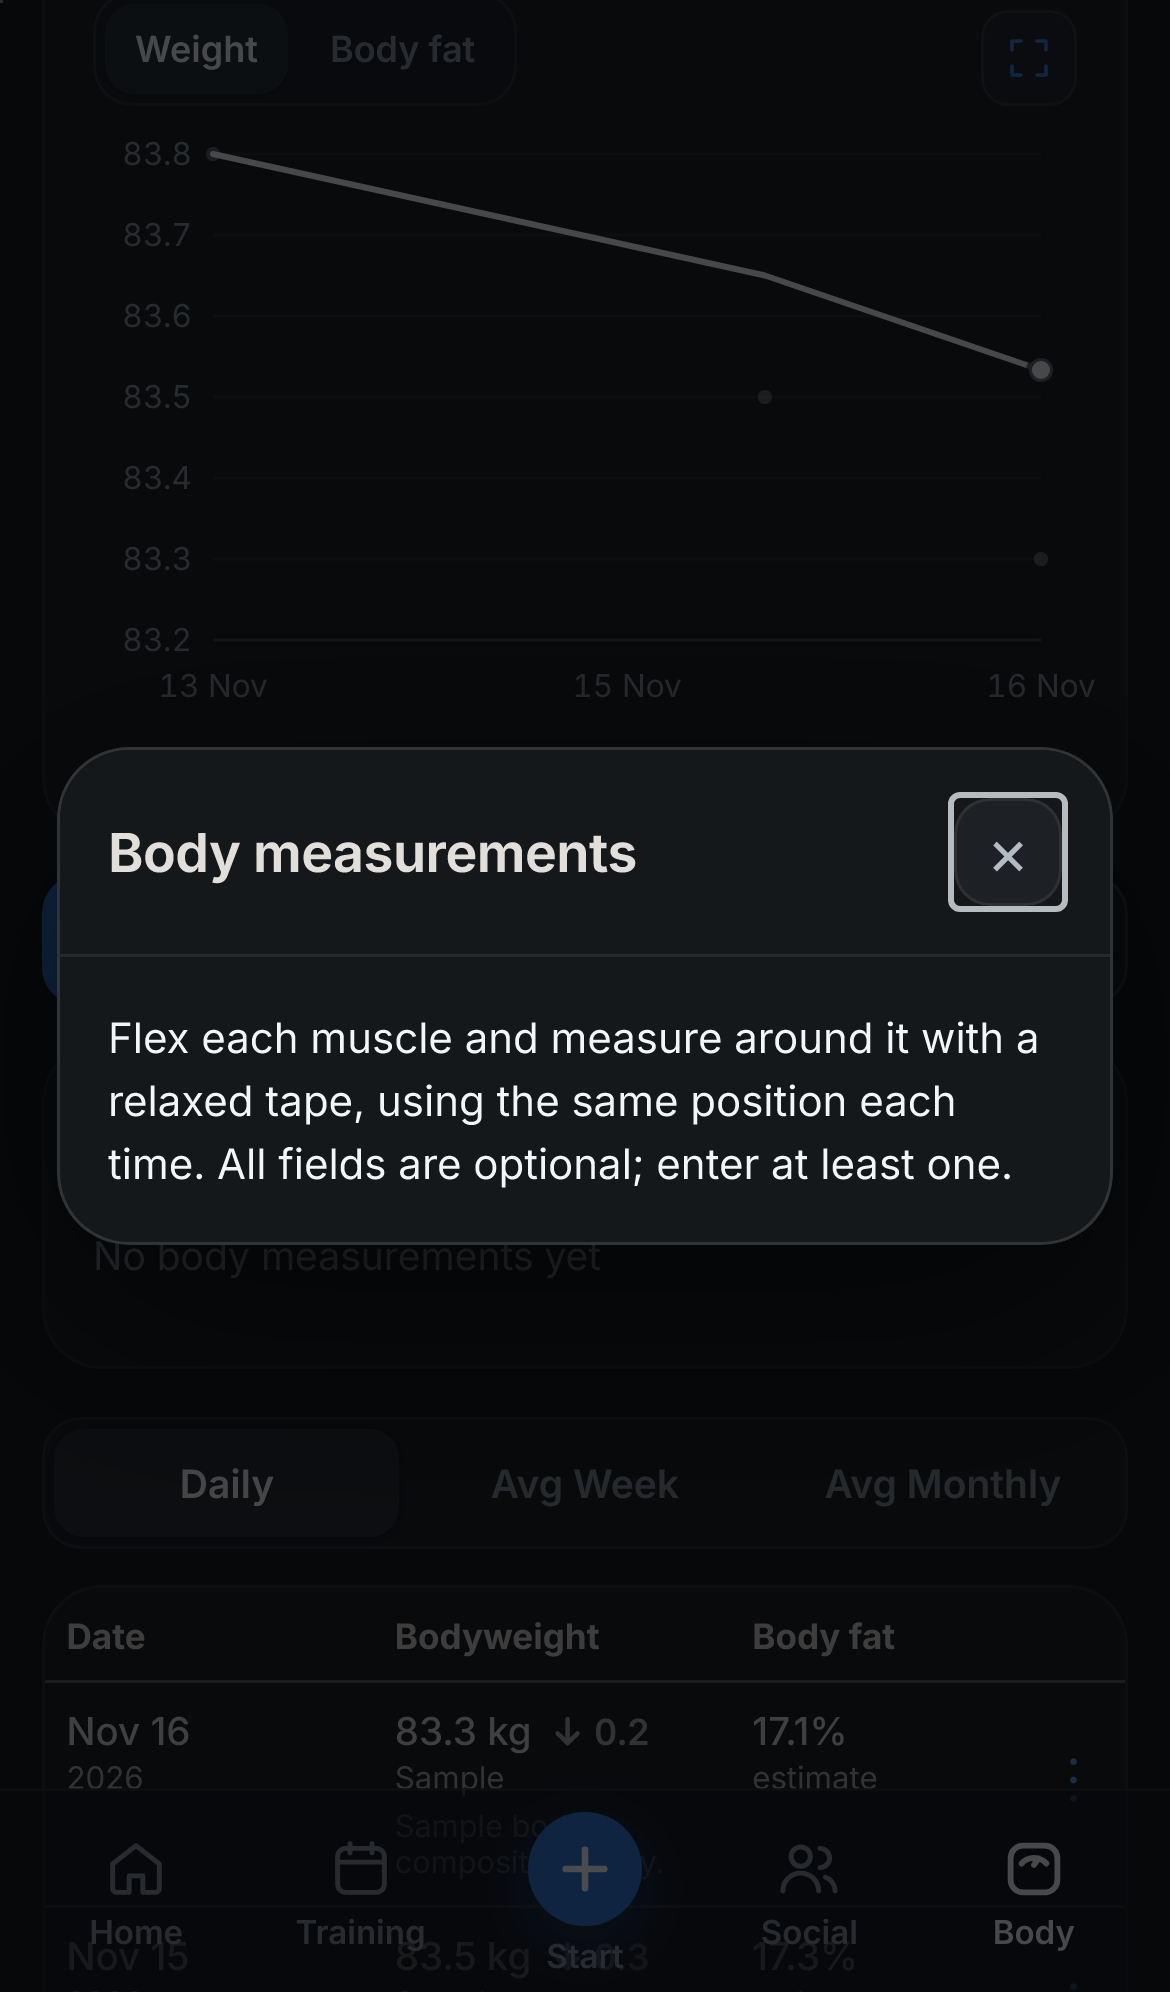 Weight
Body fat
83.8
83.7
83.6
83.5
83.4
83.3
83.2
13 Nov
15 Nov
16 Nov
Body measurements
Flex each muscle and measure around it with a
relaxed tape, using the same position each
time. All fields are optional; enter at least one.
No body measurements yet
Daily
Avg Week
Avg Monthly
Date
Bodyweight
Body fat
Nov 16
83.3 kg ↓ 0.2
17.1%
2026
Sample
estimate
Sample
Home
Training
Start
Social
Body
Nov 15
83.5 kg
17.3%